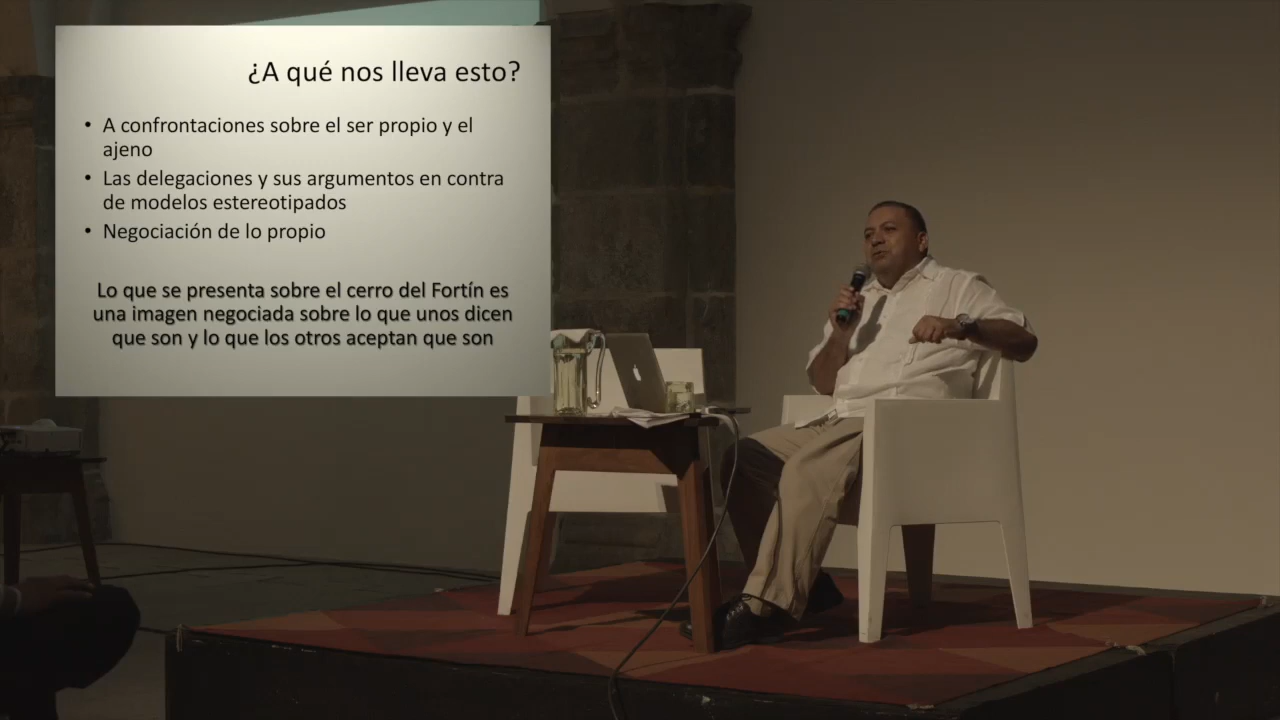 ¿A qué nos lleva esto?
• A confrontaciones sobre el ser propio y el
ajeno
• Las delegaciones y sus argumentos en contra
de modelos estereotipados
• Negociación de lo propio
Lo que se presenta sobre el cerro del Fortín es
una imagen negociada sobre lo que unos dicen
que son y lo que los otros aceptan que son